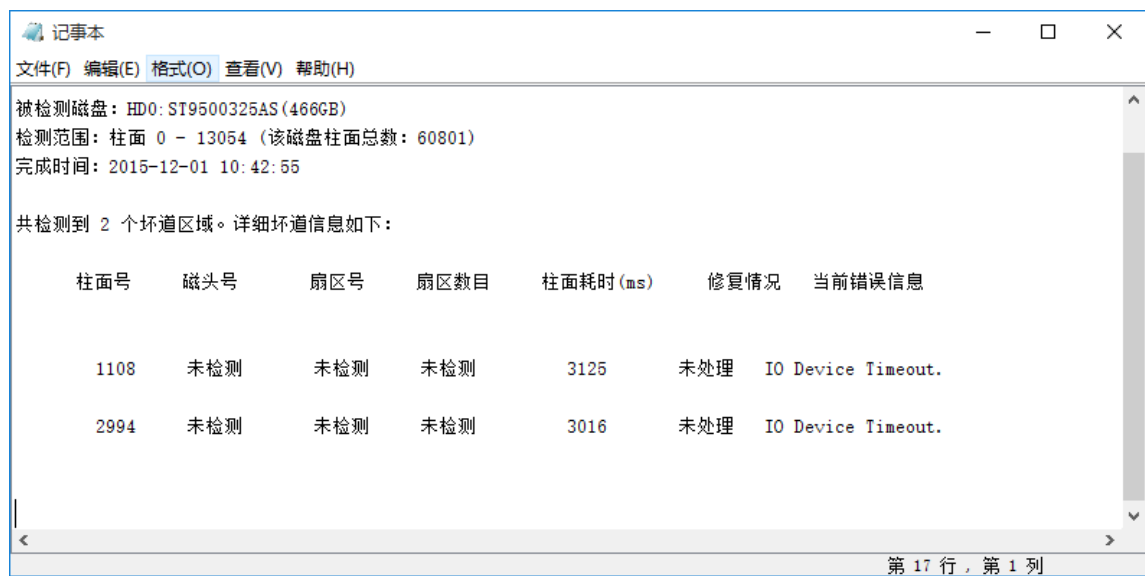 记事本
文件(F) 编辑(E) 格式(O) 查看(V) 帮助(H)
被检测磁盘: HD0:ST9500325AS(466GB)
检测范围: 柱面 0 - 13054 (该磁盘柱面总数: 60801)
完成时间: 2015-12-01 10:42:55
共检测到 2 个坏道区域。详细坏道信息如下:
柱面号 磁头号 扇区号 扇区数目 柱面耗时(ms) 修复情况 当前错误信息
1108 未检测 未检测 未检测 3125 未处理 IO Device Timeout.
2994 未检测 未检测 未检测 3016 未处理 IO Device Timeout.
第 17 行，第 1 列